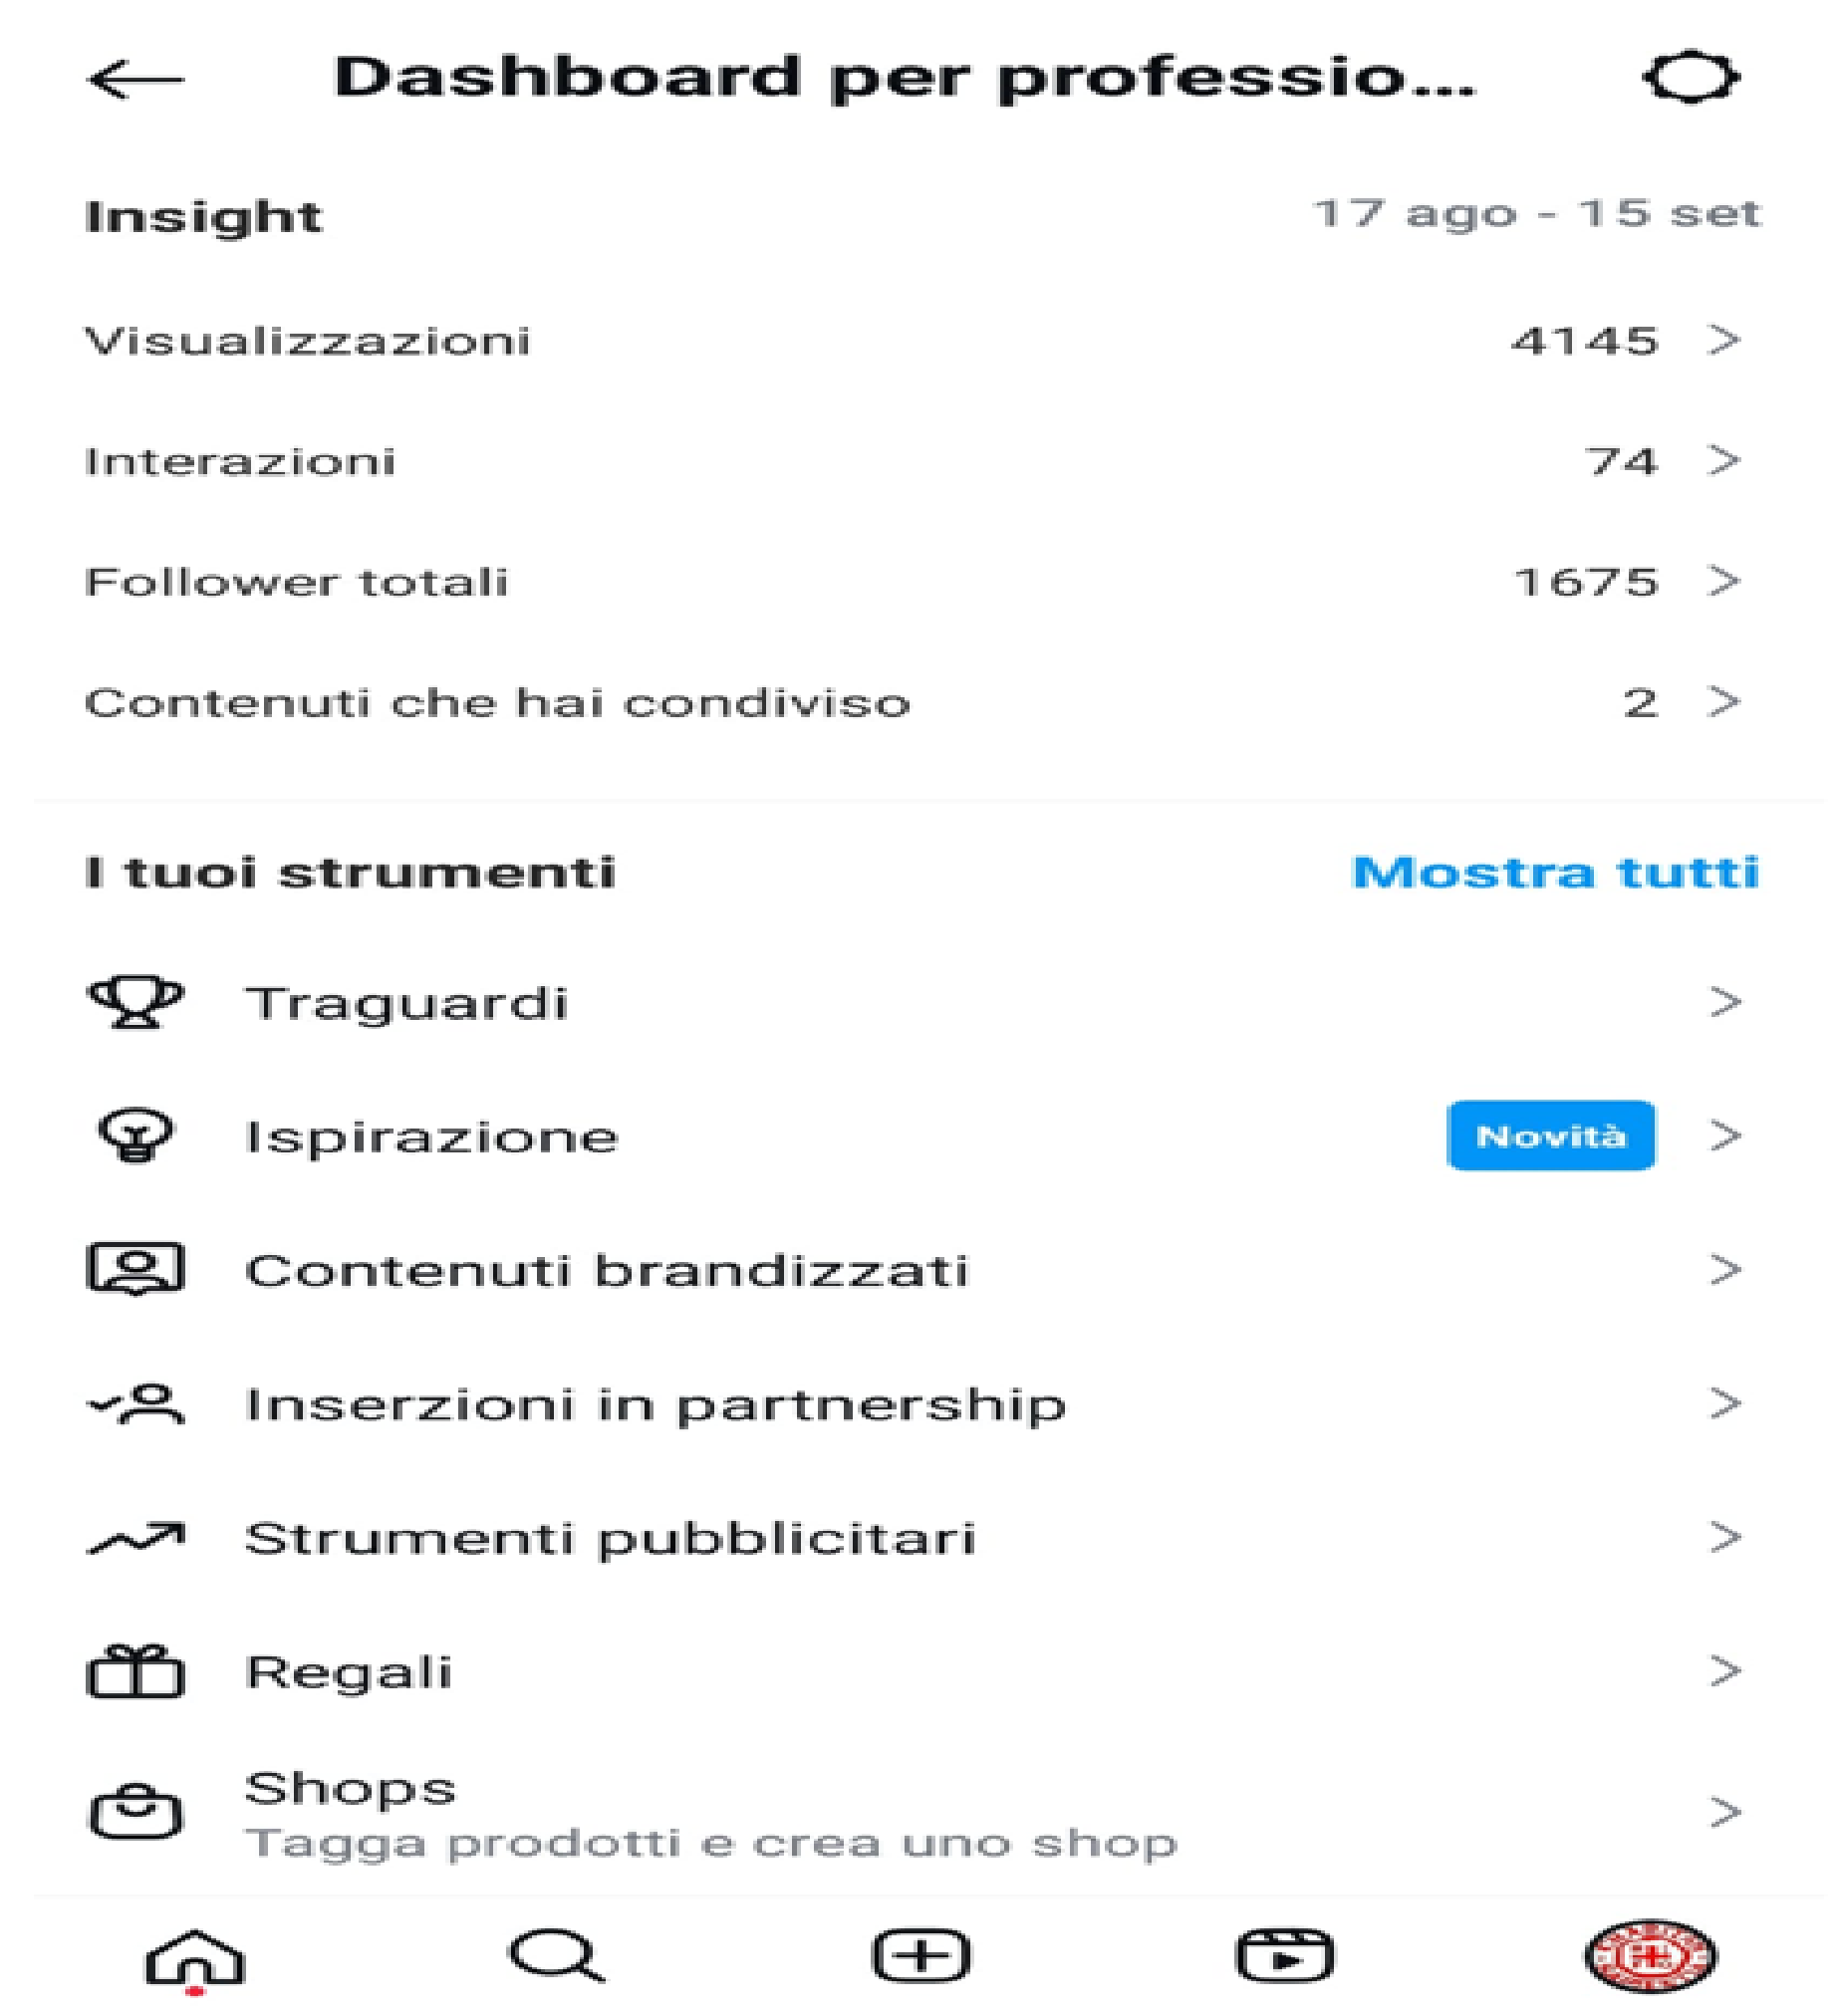 Dashboard per professio...
Insight 17 ago - 15 set
Visualizzazioni 4145
Interazioni 74
Follower totali 1675
Contenuti che hai condiviso 2
I tuoi strumenti Mostra tutti
Traguardi
Ispirazione Novità
Contenuti brandizzati
Inserzioni in partnership
Strumenti pubblicitari
Regali
Shops
Tagga prodotti e crea uno shop